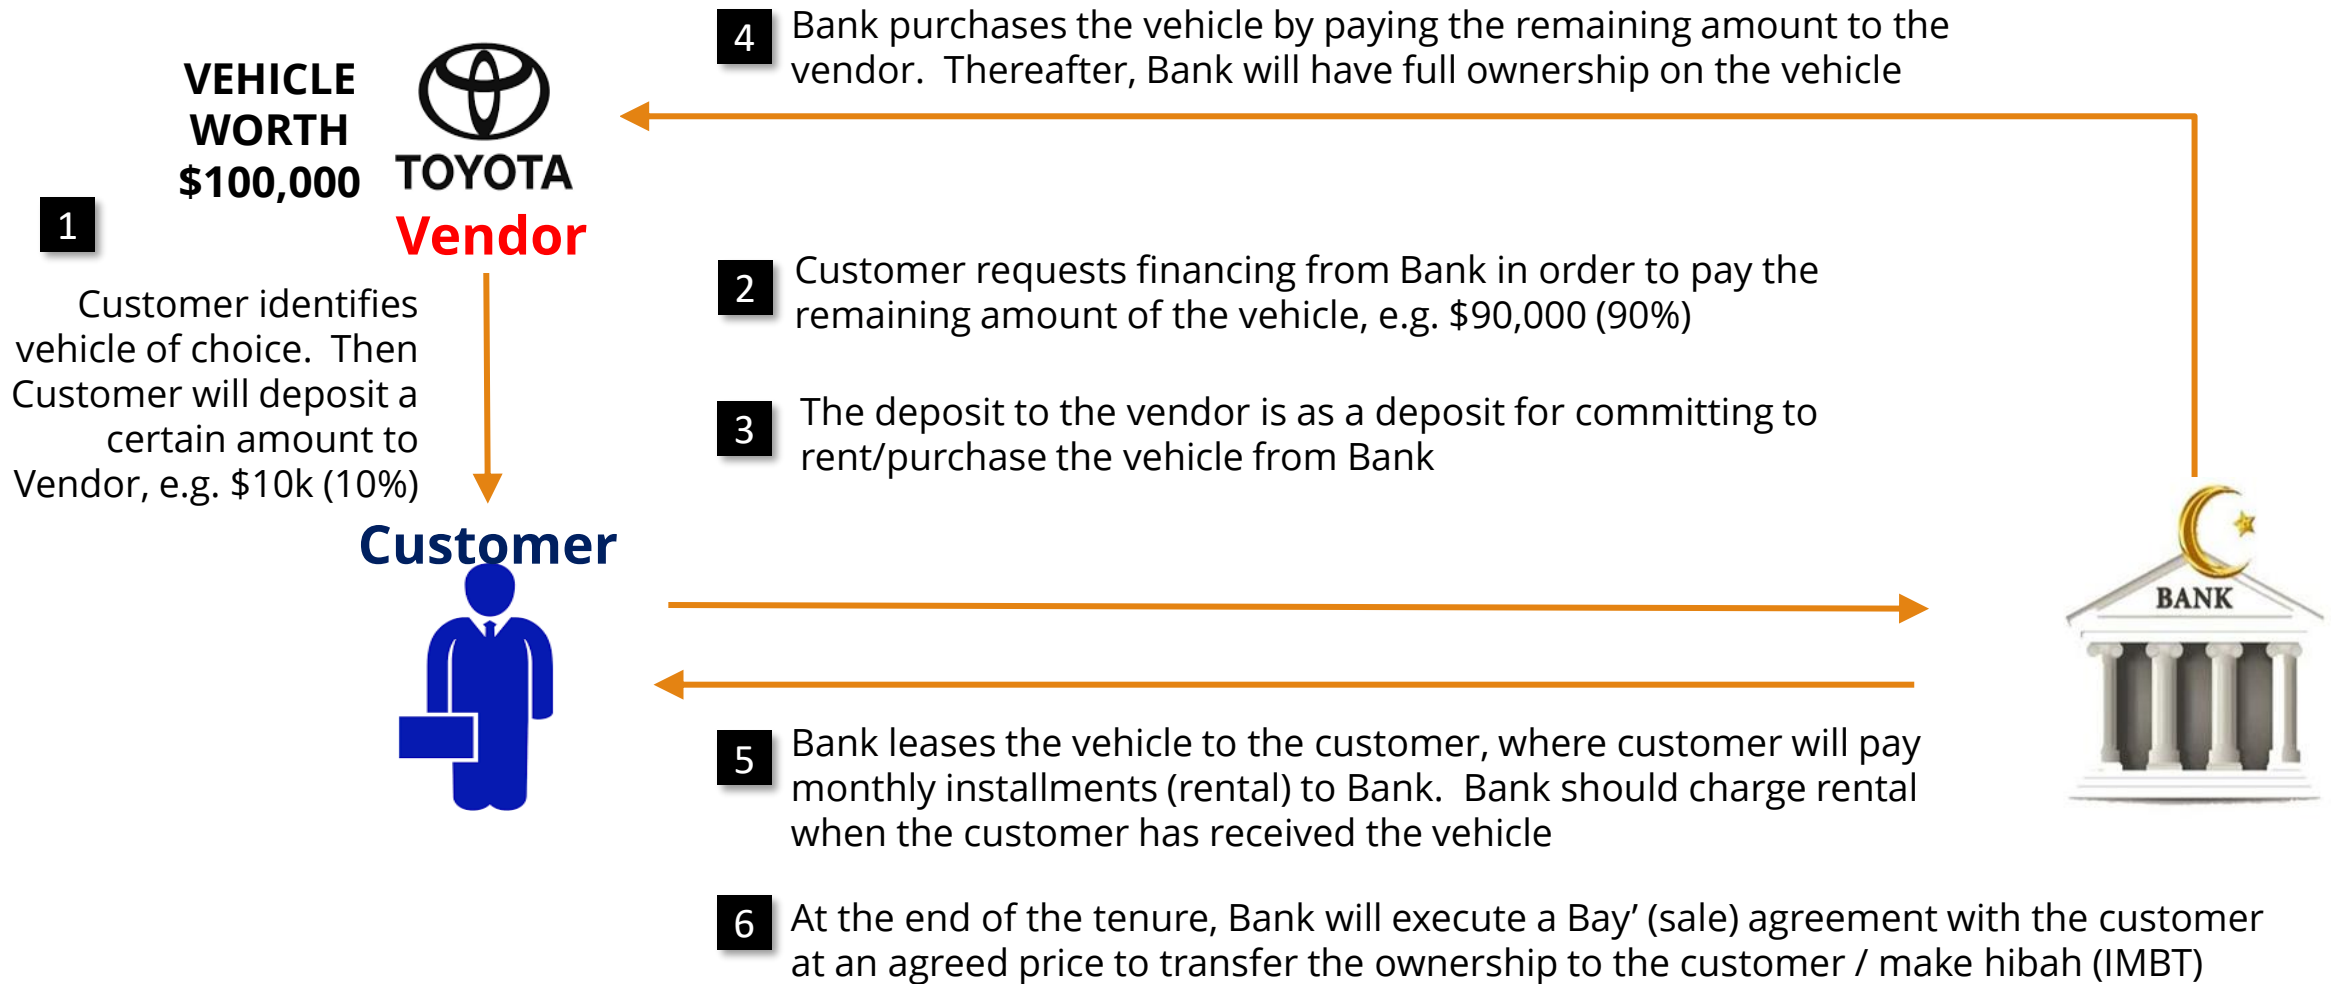 4
Bank purchases the vehicle by paying the remaining amount to the
vendor.  Thereafter, Bank will have full ownership on the vehicle
VEHICLE
WORTH
$100,000
TOYOTA
Vendor
1
Customer identifies
vehicle of choice.  Then
Customer will deposit a
certain amount to
Vendor, e.g. $10k (10%)
2
Customer requests financing from Bank in order to pay the
remaining amount of the vehicle, e.g. $90,000 (90%)
3
The deposit to the vendor is as a deposit for committing to
rent/purchase the vehicle from Bank
Customer
BANK
5
Bank leases the vehicle to the customer, where customer will pay
monthly installments (rental) to Bank.  Bank should charge rental
when the customer has received the vehicle
6
At the end of the tenure, Bank will execute a Bay’ (sale) agreement with the customer
at an agreed price to transfer the ownership to the customer / make hibah (IMBT)